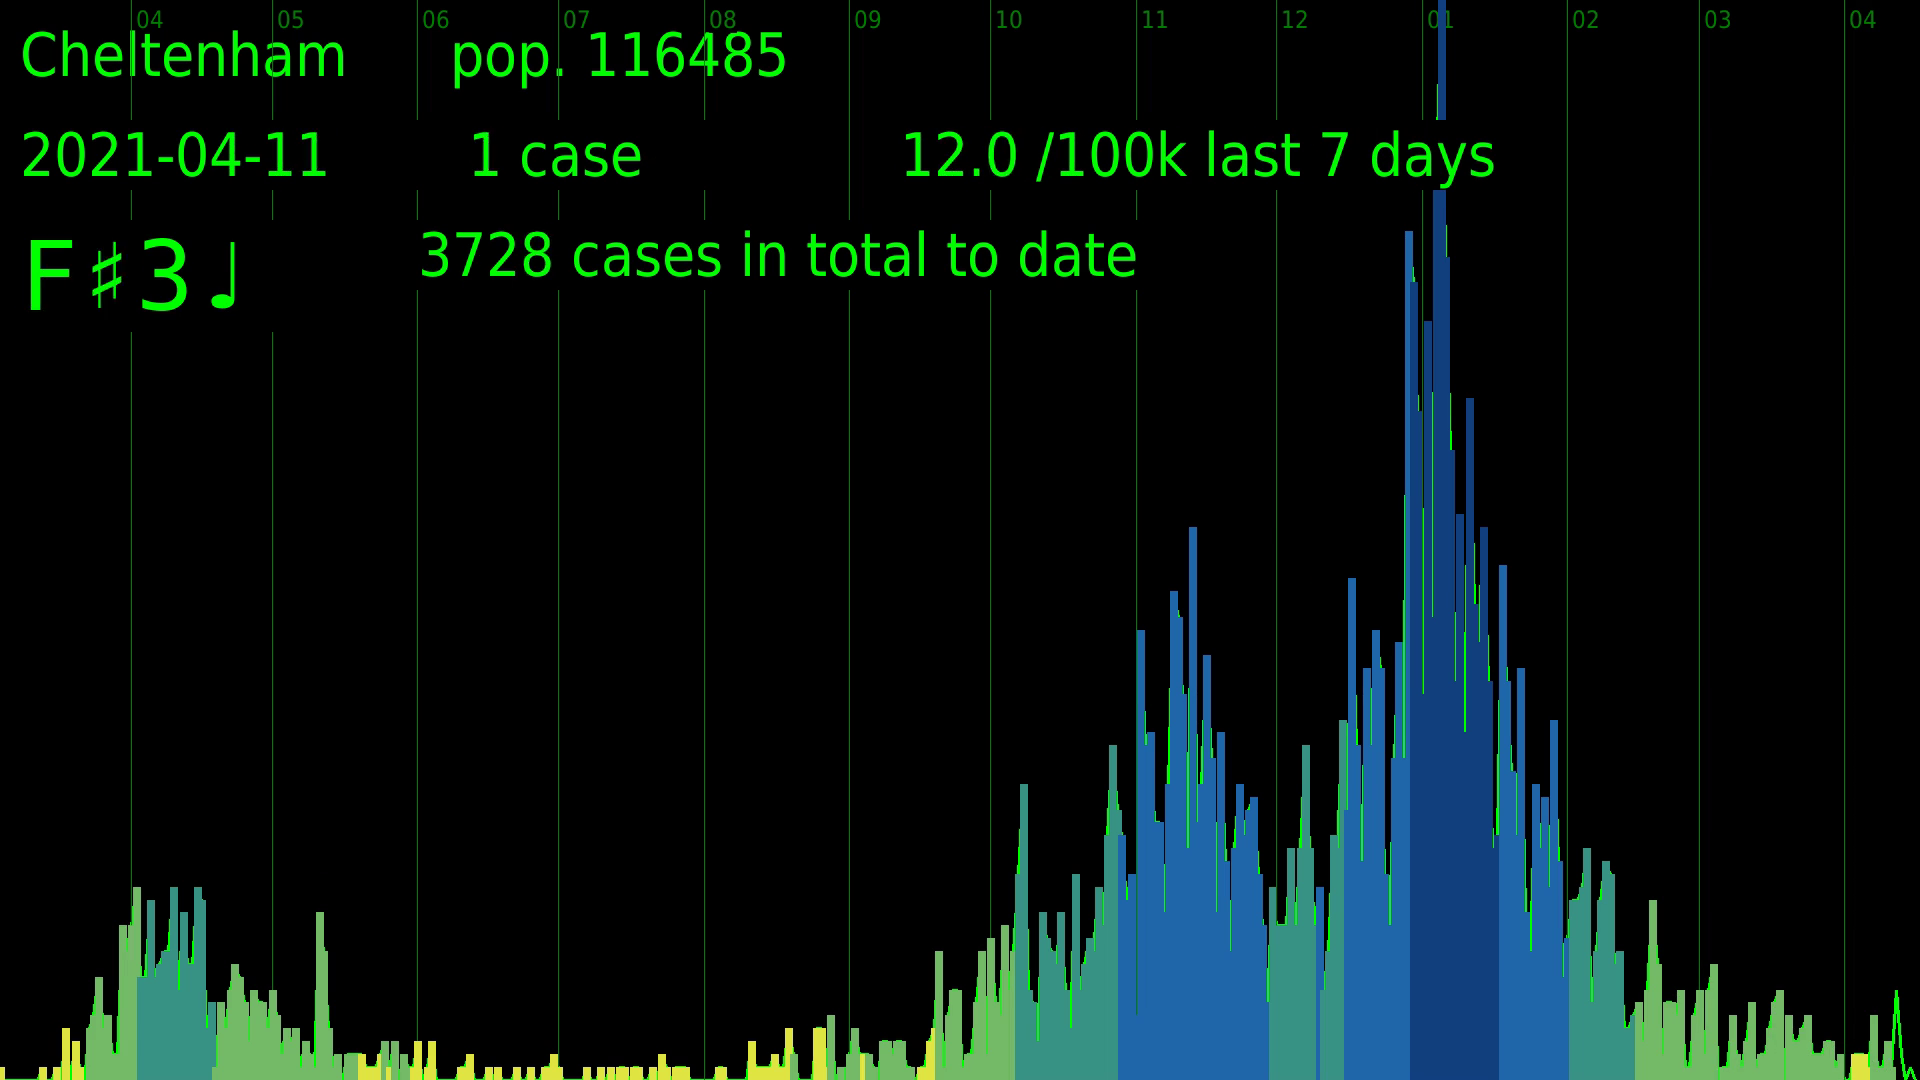 04 05 06 07 08 09 10 11 12 01 02 03 04
Cheltenham pop. 116485
2021-04-11 1 case 12.0 /100k last 7 days
F♯3♩ 3728 cases in total to date